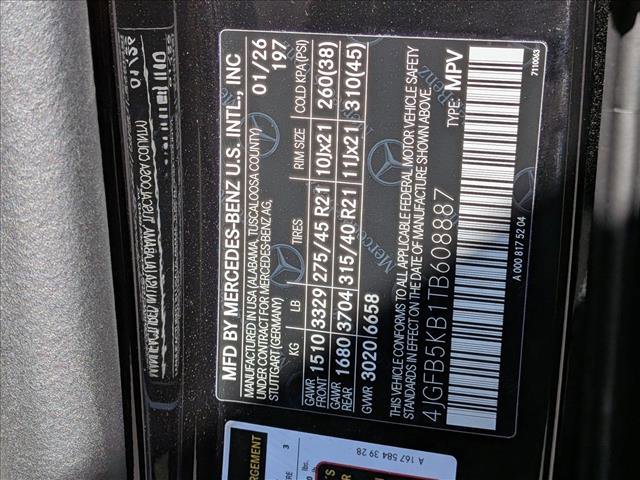 MFD BY MERCEDES-BENZ U.S. INTL., INC
MANUFACTURED IN USA (ALABAMA, TUSCALOOSA COUNTY)
UNDER CONTRACT FOR MERCEDES-BENZ AG,
STUTTGART (GERMANY)
01/26
197
KG LB TIRES RIM SIZE COLD KPA(PSI)
GAWR FRONT 1510 3329 275/45 R21 10Jx21 260(38)
GAWR REAR 1680 3704 315/40 R21 11Jx21 310(45)
GVWR 3020 6658
THIS VEHICLE CONFORMS TO ALL APPLICABLE FEDERAL MOTOR VEHICLE SAFETY
STANDARDS IN EFFECT ON THE DATE OF MANUFACTURE SHOWN ABOVE.
TYPE: MPV
4JGFB5KB1TB608887
A 000 817 52 04
7110063
Mercedes-Benz
A 167 584 39 28